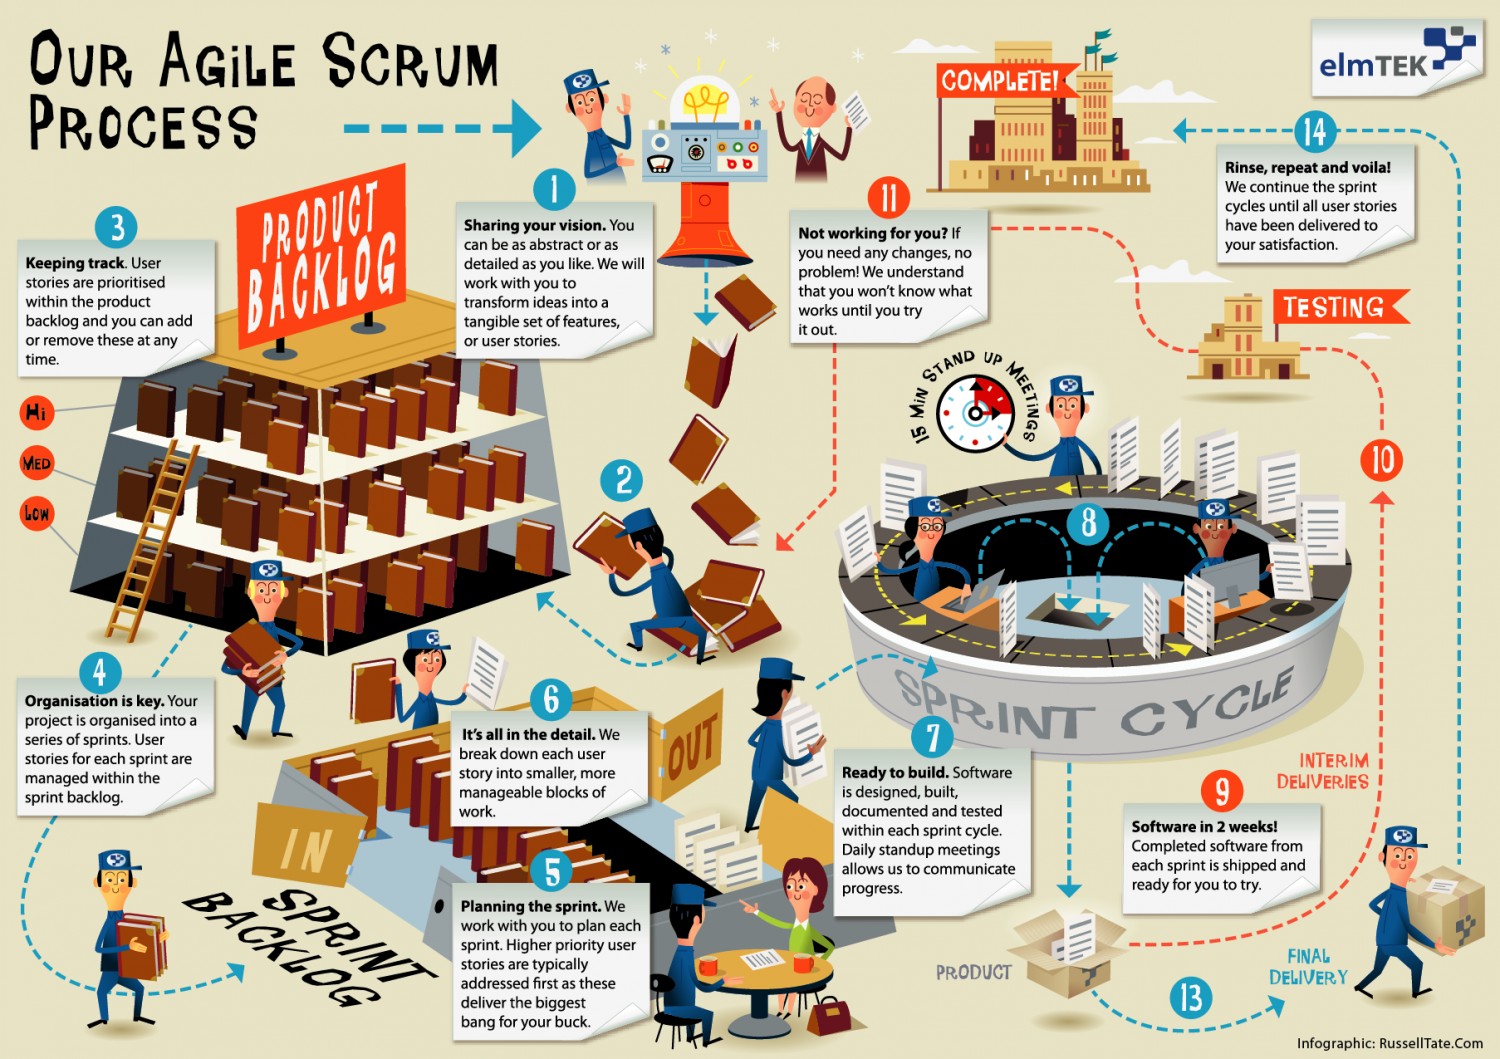 OUR AGILE SCRUM
PROCESS
COMPLETE!
elmTEK
1
Sharing your vision. You
can be as abstract or as
detailed as you like. We will
work with you to
transform ideas into a
tangible set of features,
or user stories.
2
3
Keeping track. User
stories are prioritised
within the product
backlog and you can add
or remove these at any
time.
PRODUCT
BACKLOG
Hi
MED
LOW
4
Organisation is key. Your
project is organised into a
series of sprints. User
stories for each sprint are
managed within the
sprint backlog.
IN
OUT
SPRINT
BACKLOG
5
Planning the sprint. We
work with you to plan each
sprint. Higher priority user
stories are typically
addressed first as these
deliver the biggest
bang for your buck.
6
It's all in the detail. We
break down each user
story into smaller, more
manageable blocks of
work.
7
Ready to build. Software
is designed, built,
documented and tested
within each sprint cycle.
Daily standup meetings
allows us to communicate
progress.
15 MIN STAND UP MEETINGS
8
SPRINT CYCLE
9
Software in 2 weeks!
Completed software from
each sprint is shipped and
ready for you to try.
INTERIM
DELIVERIES
10
TESTING
11
Not working for you? If
you need any changes, no
problem! We understand
that you won't know what
works until you try
it out.
PRODUCT
13
FINAL
DELIVERY
14
Rinse, repeat and voila!
We continue the sprint
cycles until all user stories
have been delivered to
your satisfaction.
Infographic: RussellTate.Com